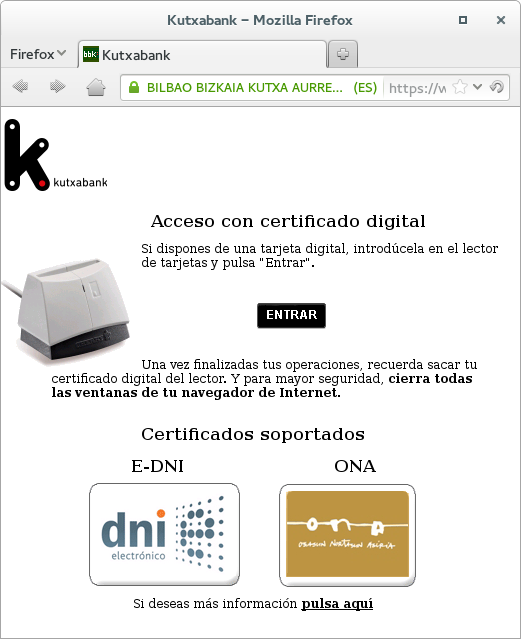 Kutxabank - Mozilla Firefox
Firefox
bbk
Kutxabank
BILBAO BIZKAIA KUTXA AURRE... (ES)
https://w
k.
kutxabank
Acceso con certificado digital
Si dispones de una tarjeta digital, introdúcela en el lector
de tarjetas y pulsa "Entrar".
ENTRAR
Una vez finalizadas tus operaciones, recuerda sacar tu
certificado digital del lector. Y para mayor seguridad, cierra todas
las ventanas de tu navegador de Internet.
Certificados soportados
E-DNI
ONA
dni
electrónico
ona
OSASUN NORTASUN AGIRIA
Si deseas más información pulsa aquí